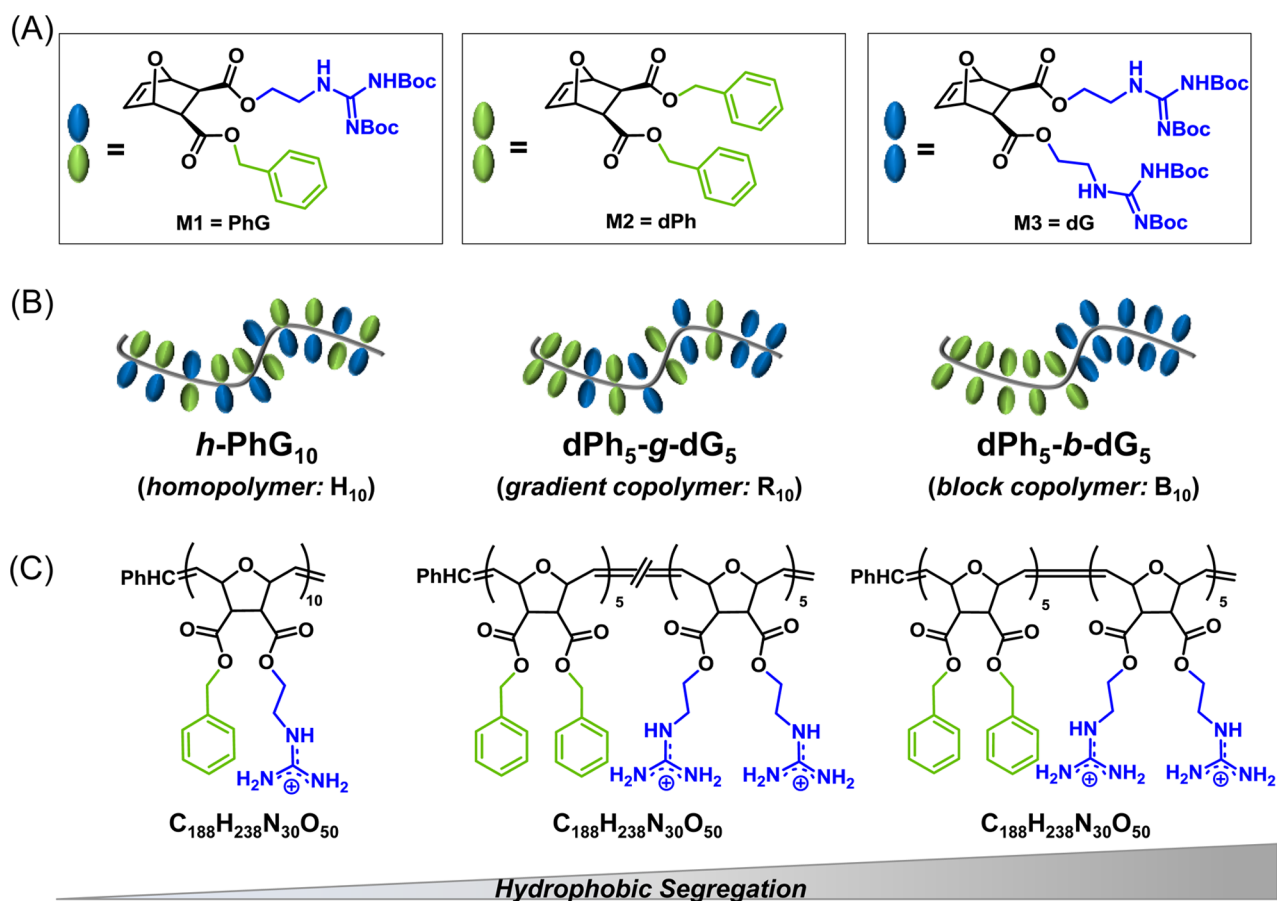 (A)
O
O
O
H
N
NHBoc
NBoc
O
O
=
M1 = PhG
O
O
O
O
O
=
M2 = dPh
O
O
O
H
N
NHBoc
NBoc
O
O
HN
NHBoc
NBoc
=
M3 = dG
(B)
h-PhG10
(homopolymer: H10)
dPh5-g-dG5
(gradient copolymer: R10)
dPh5-b-dG5
(block copolymer: B10)
(C)
PhHC
O
10
O
O
O
O
NH
H2N
NH2
+
C188H238N30O50
PhHC
O
5
O
5
O
O
O
O
O
O
O
O
NH
NH
H2N
NH2
H2N
NH2
+
+
C188H238N30O50
PhHC
O
5
O
5
O
O
O
O
O
O
O
O
HN
NH
H2N
NH2
H2N
NH2
+
+
C188H238N30O50
Hydrophobic Segregation